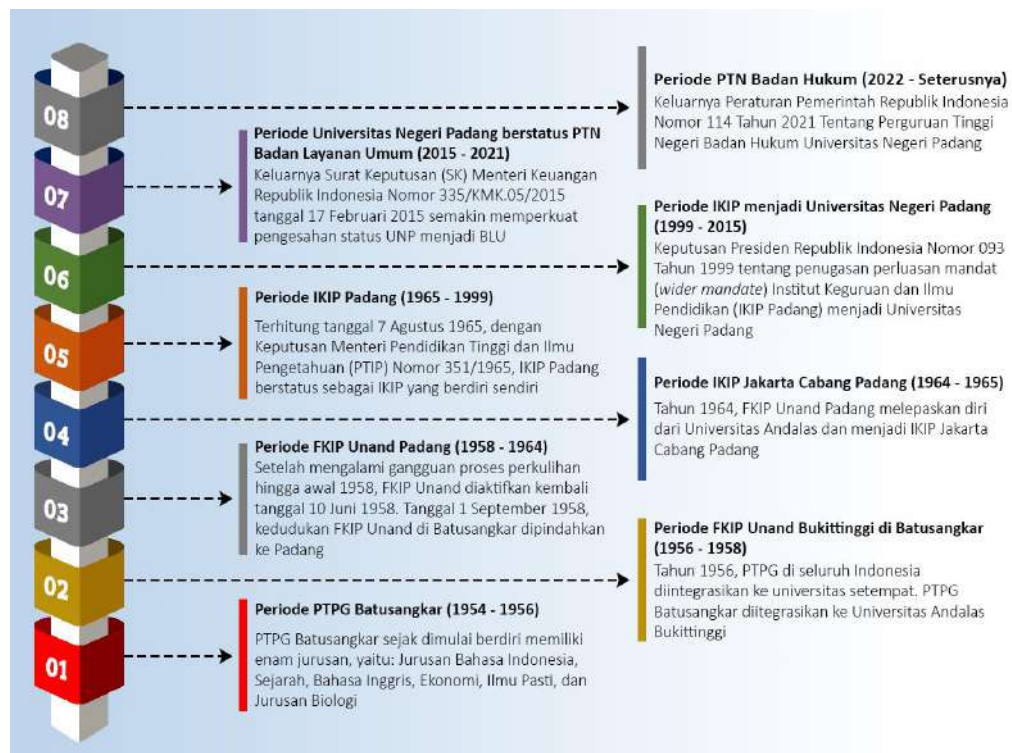 08
Periode PTN Badan Hukum (2022 - Seterusnya)
Keluarnya Peraturan Pemerintah Republik Indonesia
Nomor 114 Tahun 2021 Tentang Perguruan Tinggi
Negeri Badan Hukum Universitas Negeri Padang
07
Periode Universitas Negeri Padang berstatus PTN
Badan Layanan Umum (2015 - 2021)
Keluarnya Surat Keputusan (SK) Menteri Keuangan
Republik Indonesia Nomor 335/KMK.05/2015
tanggal 17 Februari 2015 semakin memperkuat
pengesahan status UNP menjadi BLU
06
Periode IKIP menjadi Universitas Negeri Padang
(1999 - 2015)
Keputusan Presiden Republik Indonesia Nomor 093
Tahun 1999 tentang penugasan perluasan mandat
(wider mandate) Institut Keguruan dan Ilmu
Pendidikan (IKIP Padang) menjadi Universitas
Negeri Padang
05
Periode IKIP Padang (1965 - 1999)
Terhitung tanggal 7 Agustus 1965, dengan
Keputusan Menteri Pendidikan Tinggi dan Ilmu
Pengetahuan (PTIP) Nomor 351/1965, IKIP Padang
berstatus sebagai IKIP yang berdiri sendiri
04
Periode IKIP Jakarta Cabang Padang (1964 - 1965)
Tahun 1964, FKIP Unand Padang melepaskan diri
dari Universitas Andalas dan menjadi IKIP Jakarta
Cabang Padang
03
Periode FKIP Unand Padang (1958 - 1964)
Setelah mengalami gangguan proses perkulihan
hingga awal 1958, FKIP Unand diaktifkan kembali
tanggal 10 Juni 1958. Tanggal 1 September 1958,
kedudukan FKIP Unand di Batusangkar dipindahkan
ke Padang
02
Periode FKIP Unand Bukittinggi di Batusangkar
(1956 - 1958)
Tahun 1956, PTPG di seluruh Indonesia
diintegrasikan ke universitas setempat. PTPG
Batusangkar diitegrasikan ke Universitas Andalas
Bukittinggi
01
Periode PTPG Batusangkar (1954 - 1956)
PTPG Batusangkar sejak dimulai berdiri memiliki
enam jurusan, yaitu: Jurusan Bahasa Indonesia,
Sejarah, Bahasa Inggris, Ekonomi, Ilmu Pasti, dan
Jurusan Biologi